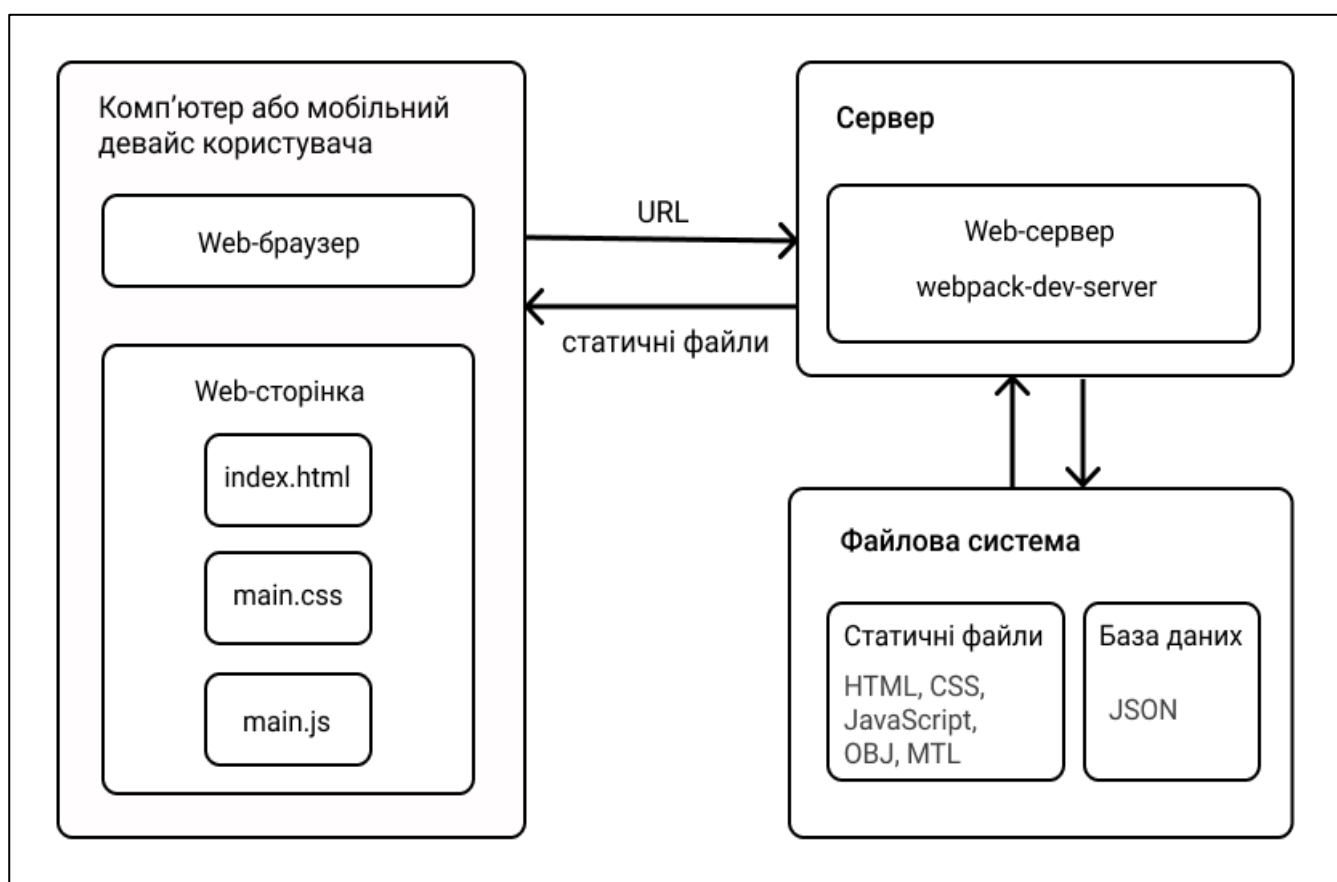 Комп’ютер або мобільний
девайс користувача
Web-браузер
Web-сторінка
index.html
main.css
main.js
URL
статичні файли
Сервер
Web-сервер
webpack-dev-server
Файлова система
Статичні файли
HTML, CSS,
JavaScript,
OBJ, MTL
База даних
JSON